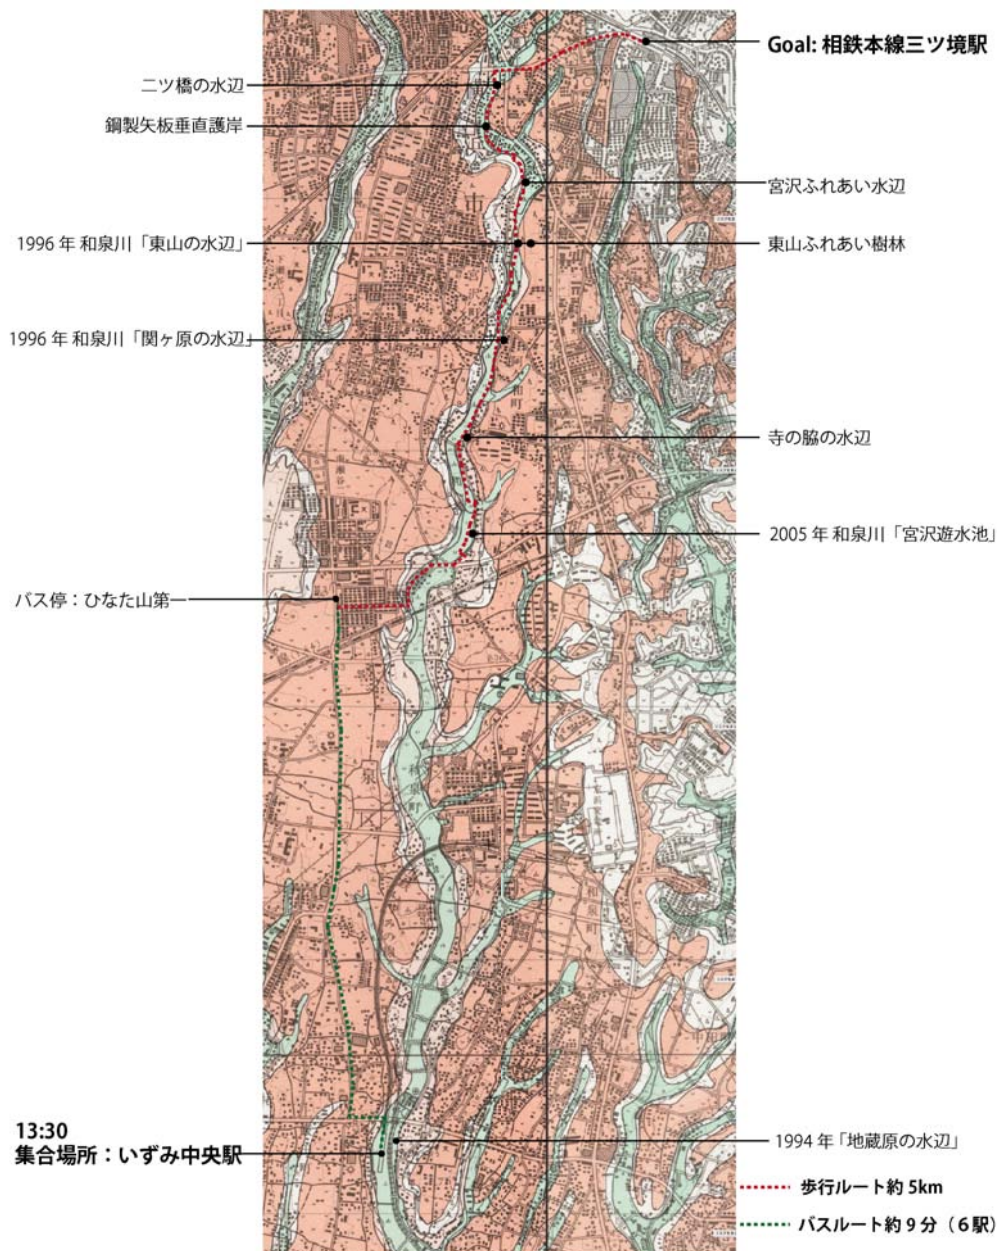 Goal: 相鉄本線三ツ境駅
二ツ橋の水辺
鋼製矢板垂直護岸
宮沢ふれあい水辺
1996 年 和泉川「東山の水辺」
東山ふれあい樹林
1996 年 和泉川「関ヶ原の水辺」
寺の脇の水辺
2005 年 和泉川「宮沢遊水池」
バス停：ひなた山第一
市
泉
和泉町
13:30
集合場所：いずみ中央駅
1994 年「地蔵原の水辺」
歩行ルート約 5km
バスルート約 9 分（６駅）